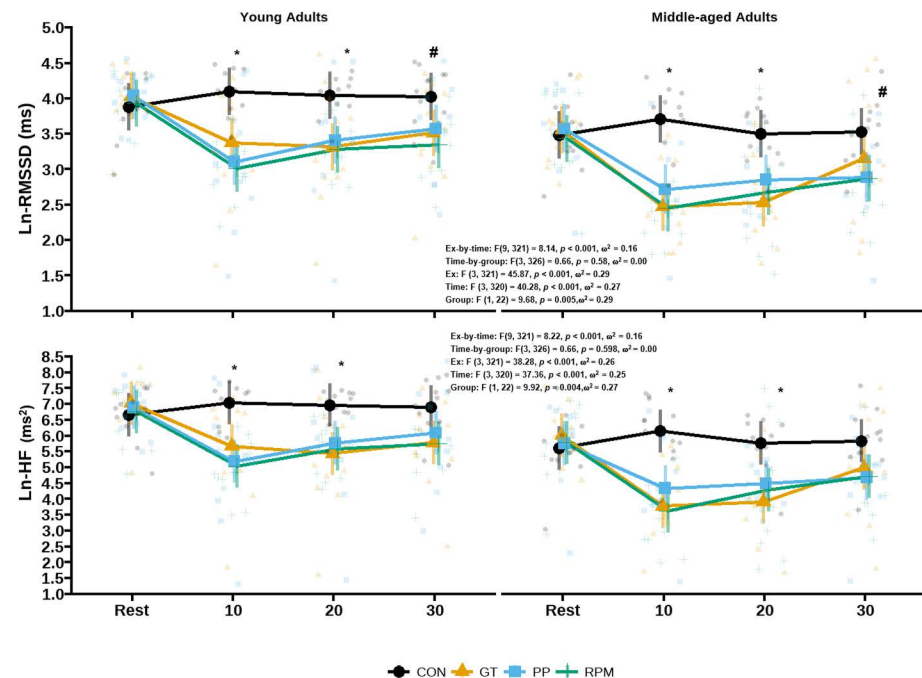 Young Adults
Middle-aged Adults
Ln-RMSSD (ms)
5.0
4.5
4.0
3.5
3.0
2.5
2.0
1.5
1.0
*
*
#
*
*
#
Ex-by-time: F(9, 321) = 8.14, p < 0.001, ω² = 0.16
Time-by-group: F(3, 326) = 0.66, p = 0.58, ω² = 0.00
Ex: F (3, 321) = 45.87, p < 0.001, ω² = 0.29
Time: F (3, 320) = 40.28, p < 0.001, ω² = 0.27
Group: F (1, 22) = 9.68, p = 0.005,ω² = 0.29
Ex-by-time: F(9, 321) = 8.22, p < 0.001, ω² = 0.16
Time-by-group: F(3, 326) = 0.66, p = 0.598, ω² = 0.00
Ex: F (3, 321) = 38.28, p < 0.001, ω² = 0.26
Time: F (3, 320) = 37.36, p < 0.001, ω² = 0.25
Group: F (1, 22) = 9.92, p = 0.004,ω² = 0.27
Ln-HF (ms²)
8.5
8.0
7.5
7.0
6.5
6.0
5.5
5.0
4.5
4.0
3.5
3.0
2.5
2.0
1.5
1.0
*
*
*
*
Rest 10 20 30
Rest 10 20 30
CON GT PP RPM